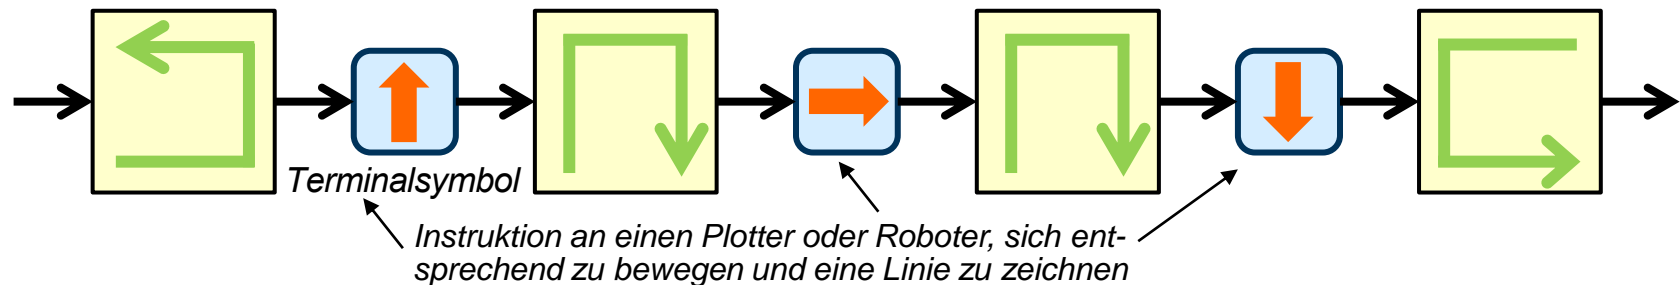 Terminalsymbol
Instruktion an einen Plotter oder Roboter, sich ent-
sprechend zu bewegen und eine Linie zu zeichnen